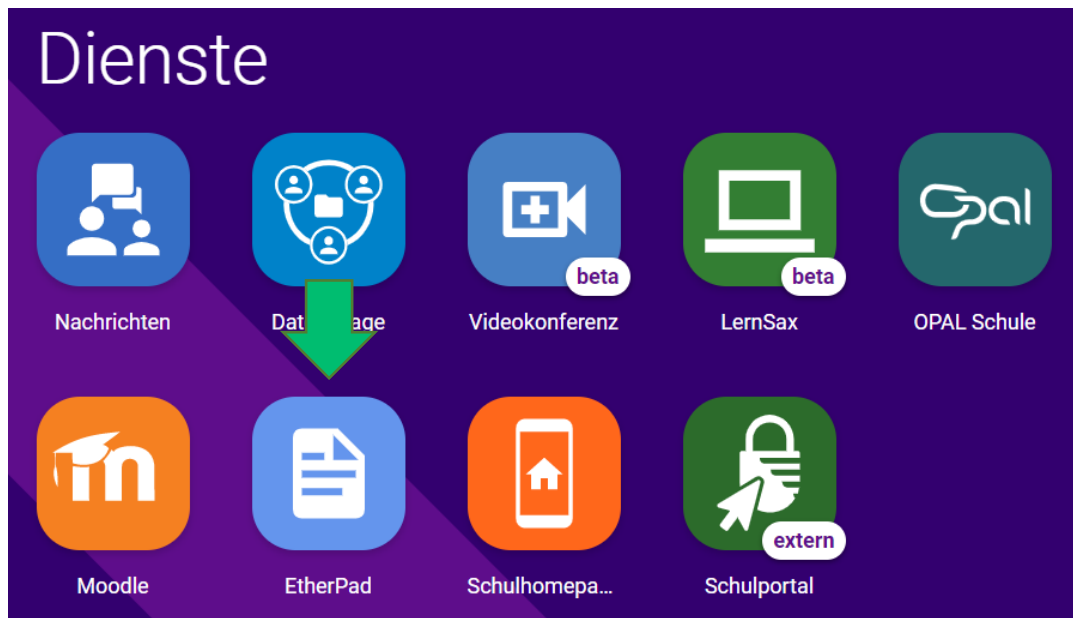 Dienste
Opal
beta
beta
Nachrichten
Videokonferenz
LernSax
OPAL Schule
m
extern
Moodle
EtherPad
Schulhomepa...
Schulportal